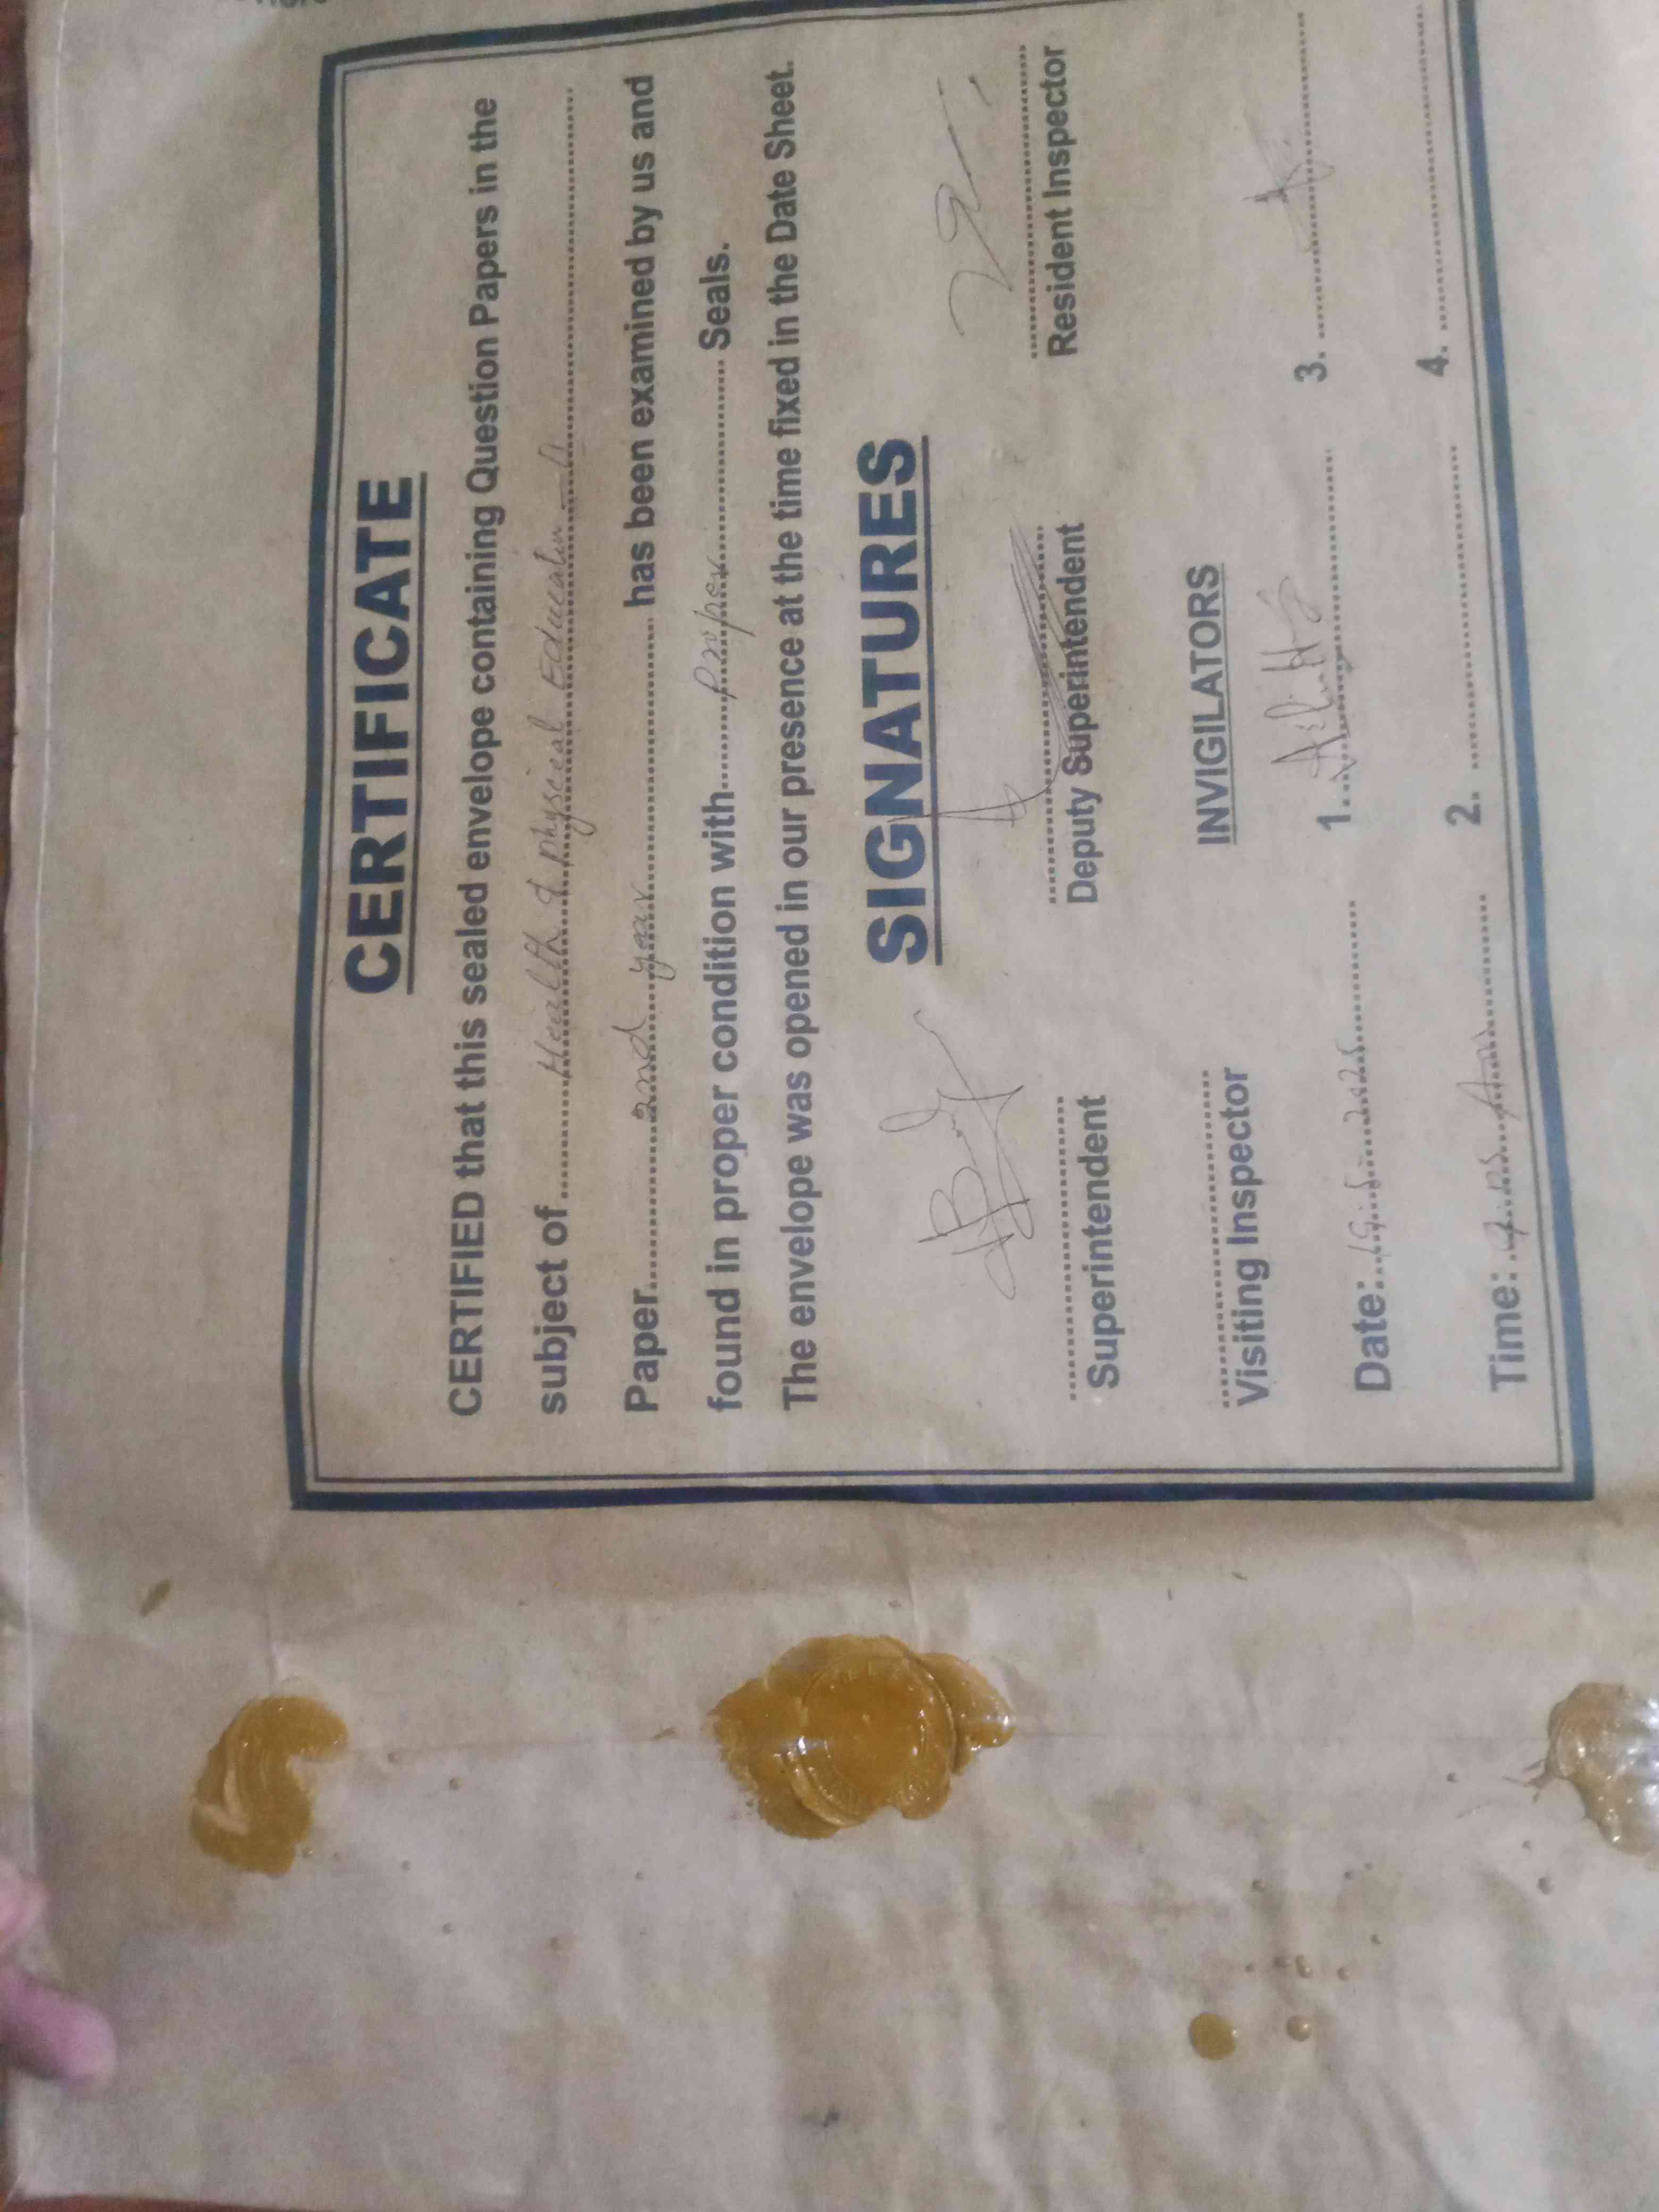 CERTIFICATE
CERTIFIED that this sealed envelope containing Question Papers in the
subject of Health & physical Education
Paper 2nd year has been examined by us and
found in proper condition with proper Seals.
The envelope was opened in our presence at the time fixed in the Date Sheet.
SIGNATURES
Superintendent Deputy Superintendent Resident Inspector
INVIGILATORS
Visiting Inspector
Date: 1. 3.
Time: 2. 4.